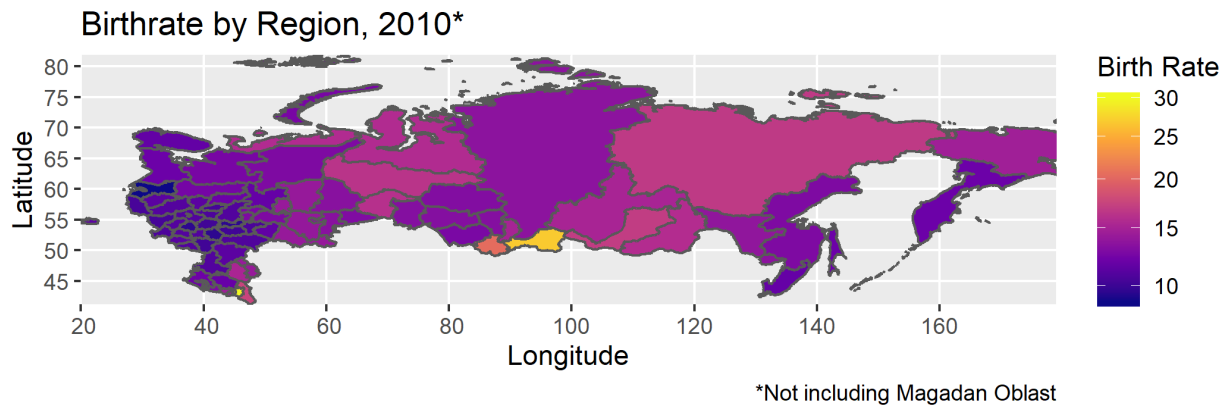 Birthrate by Region, 2010*
80
75
70
65
60
55
50
45
Latitude
20 40 60 80 100 120 140 160
Longitude
Birth Rate
30
25
20
15
10
*Not including Magadan Oblast